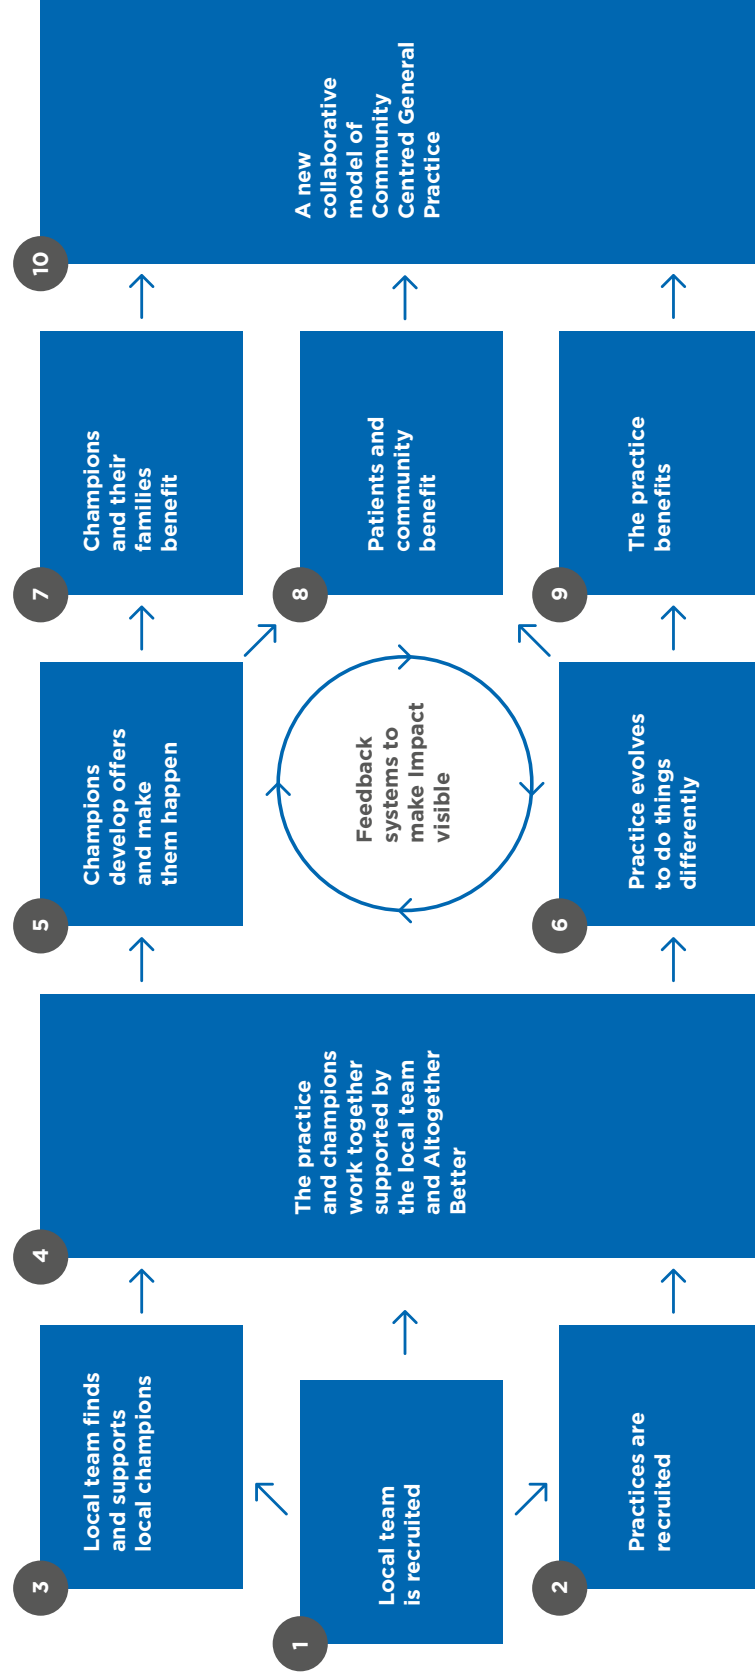 1
Local team
is recruited
2
Practices are
recruited
3
Local team finds
and supports
local champions
4
The practice
and champions
work together
supported by
the local team
and Altogether
Better
5
Champions
develop offers
and make
them happen
6
Practice evolves
to do things
differently
Feedback
systems to
make Impact
visible
7
Champions
and their
families
benefit
8
Patients and
community
benefit
9
The practice
benefits
10
A new
collaborative
model of
Community
Centred General
Practice